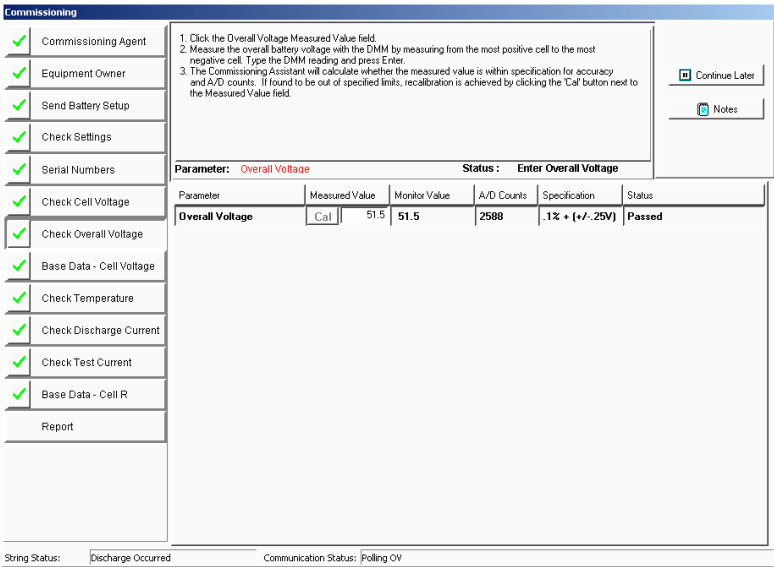 Commissioning
Commissioning Agent
Equipment Owner
Send Battery Setup
Check Settings
Serial Numbers
Check Cell Voltage
Check Overall Voltage
Base Data - Cell Voltage
Check Temperature
Check Discharge Current
Check Test Current
Base Data - Cell R
Report
1. Click the Overall Voltage Measured Value field.
2. Measure the overall battery voltage with the DMM by measuring from the most positive cell to the most
negative cell. Type the DMM reading and press Enter.
3. The Commissioning Assistant will calculate whether the measured value is within specification for accuracy
and A/D counts. If found to be out of specified limits, recalibration is achieved by clicking the 'Cal' button next to
the Measured Value field.
Continue Later
Notes
Parameter: Overall Voltage Status : Enter Overall Voltage
Parameter Measured Value Monitor Value A/D Counts Specification Status
Overall Voltage Cal 51.5 51.5 2588 .1% + (+/-.25V) Passed
String Status: Discharge Occurred Communication Status: Polling OV